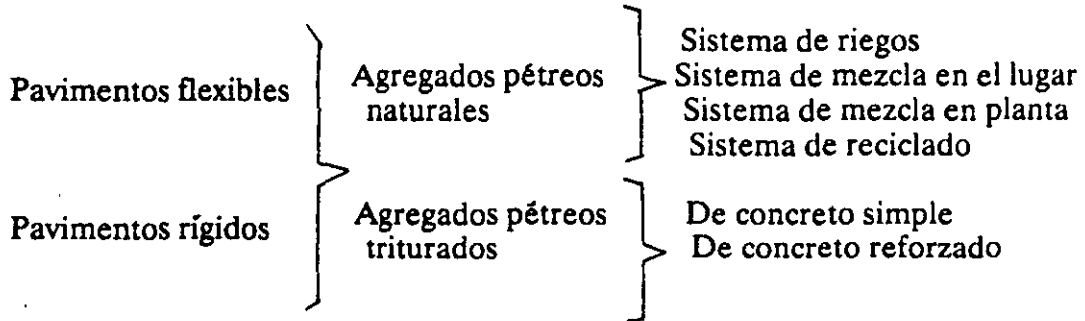 Pavimentos flexibles
Pavimentos rígidos
Agregados pétreos
naturales
Agregados pétreos
triturados
Sistema de riegos
Sistema de mezcla en el lugar
Sistema de mezcla en planta
Sistema de reciclado
De concreto simple
De concreto reforzado